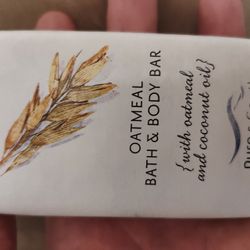 OATMEAL
BATH & BODY BAR
{with oatmeal
and coconut oil}